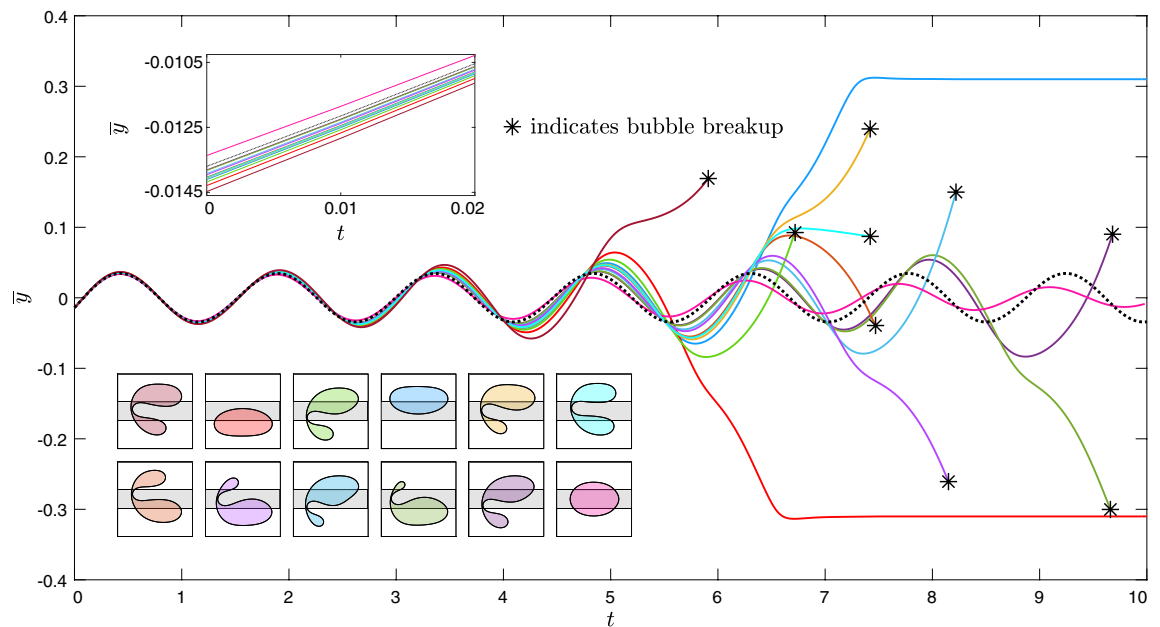 0.4
0.3
0.2
0.1
0
-0.1
-0.2
-0.3
-0.4
y̅
-0.0105
-0.0125
-0.0145
y̅
0 0.01 0.02
t
✳ indicates bubble breakup
0 1 2 3 4 5 6 7 8 9 10
t